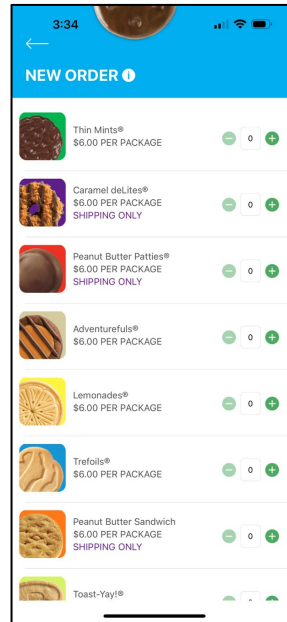 3:34
NEW ORDER
Thin Mints®
$6.00 PER PACKAGE
0
Caramel deLites®
$6.00 PER PACKAGE
SHIPPING ONLY
0
Peanut Butter Patties®
$6.00 PER PACKAGE
SHIPPING ONLY
0
Adventurefuls®
$6.00 PER PACKAGE
0
Lemonades®
$6.00 PER PACKAGE
0
Trefoils®
$6.00 PER PACKAGE
0
Peanut Butter Sandwich
$6.00 PER PACKAGE
SHIPPING ONLY
0
Toast-Yay!®